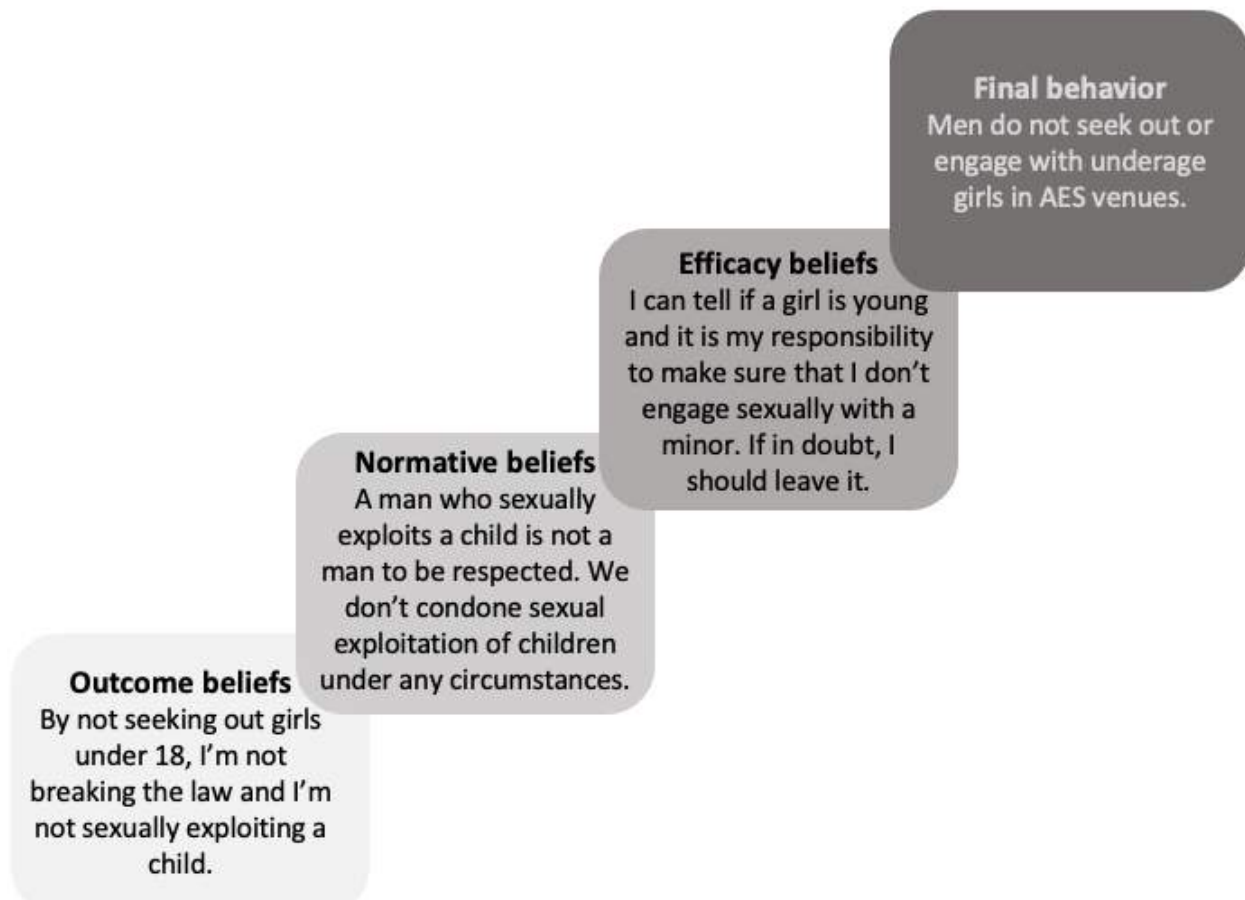 Final behavior
Men do not seek out or
engage with underage
girls in AES venues.
Efficacy beliefs
I can tell if a girl is young
and it is my responsibility
to make sure that I don’t
engage sexually with a
minor. If in doubt, I
should leave it.
Normative beliefs
A man who sexually
exploits a child is not a
man to be respected. We
don’t condone sexual
exploitation of children
under any circumstances.
Outcome beliefs
By not seeking out girls
under 18, I’m not
breaking the law and I’m
not sexually exploiting a
child.